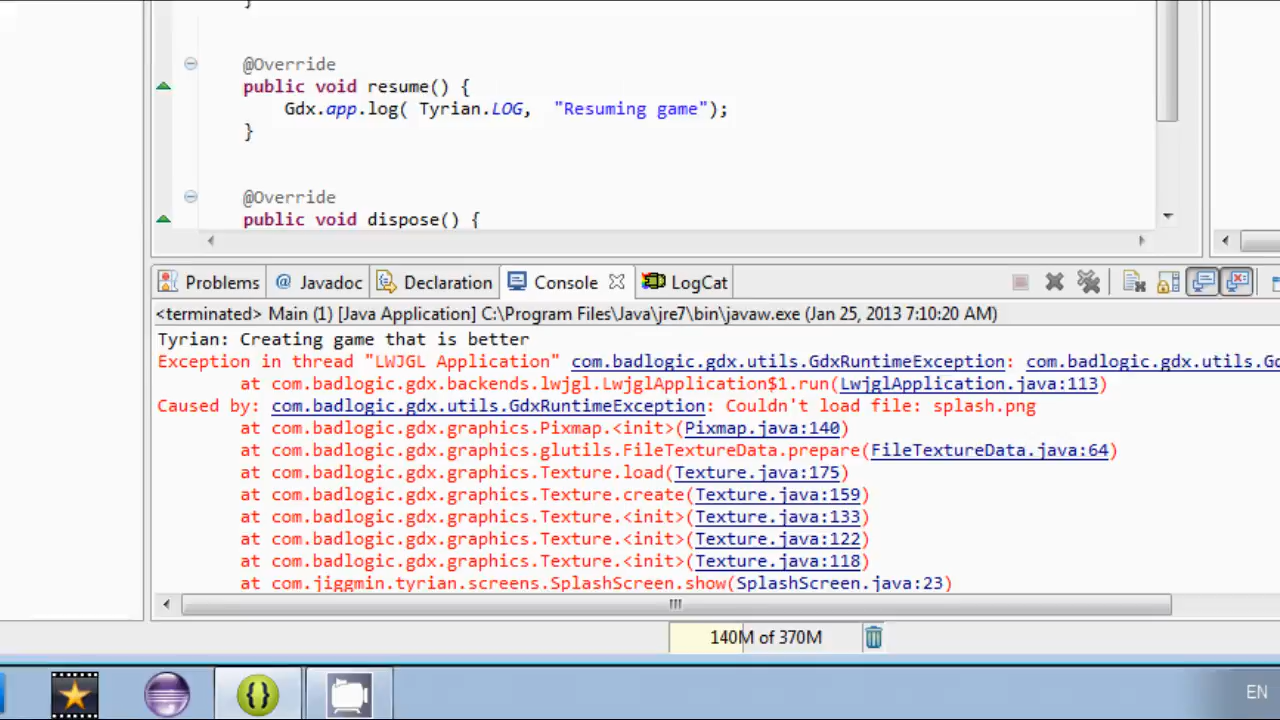 }
@Override
public void resume() {
Gdx.app.log( Tyrian.LOG, "Resuming game");
}
@Override
public void dispose() {
Problems @ Javadoc Declaration Console LogCat
<terminated> Main (1) [Java Application] C:\Program Files\Java\jre7\bin\javaw.exe (Jan 25, 2013 7:10:20 AM)
Tyrian: Creating game that is better
Exception in thread "LWJGL Application" com.badlogic.gdx.utils.GdxRuntimeException: com.badlogic.gdx.utils.Gd
at com.badlogic.gdx.backends.lwjgl.LwjglApplication$1.run(LwjglApplication.java:113)
Caused by: com.badlogic.gdx.utils.GdxRuntimeException: Couldn't load file: splash.png
at com.badlogic.gdx.graphics.Pixmap.<init>(Pixmap.java:140)
at com.badlogic.gdx.graphics.glutils.FileTextureData.prepare(FileTextureData.java:64)
at com.badlogic.gdx.graphics.Texture.load(Texture.java:175)
at com.badlogic.gdx.graphics.Texture.create(Texture.java:159)
at com.badlogic.gdx.graphics.Texture.<init>(Texture.java:133)
at com.badlogic.gdx.graphics.Texture.<init>(Texture.java:122)
at com.badlogic.gdx.graphics.Texture.<init>(Texture.java:118)
at com.jiggmin.tyrian.screens.SplashScreen.show(SplashScreen.java:23)
140M of 370M
EN